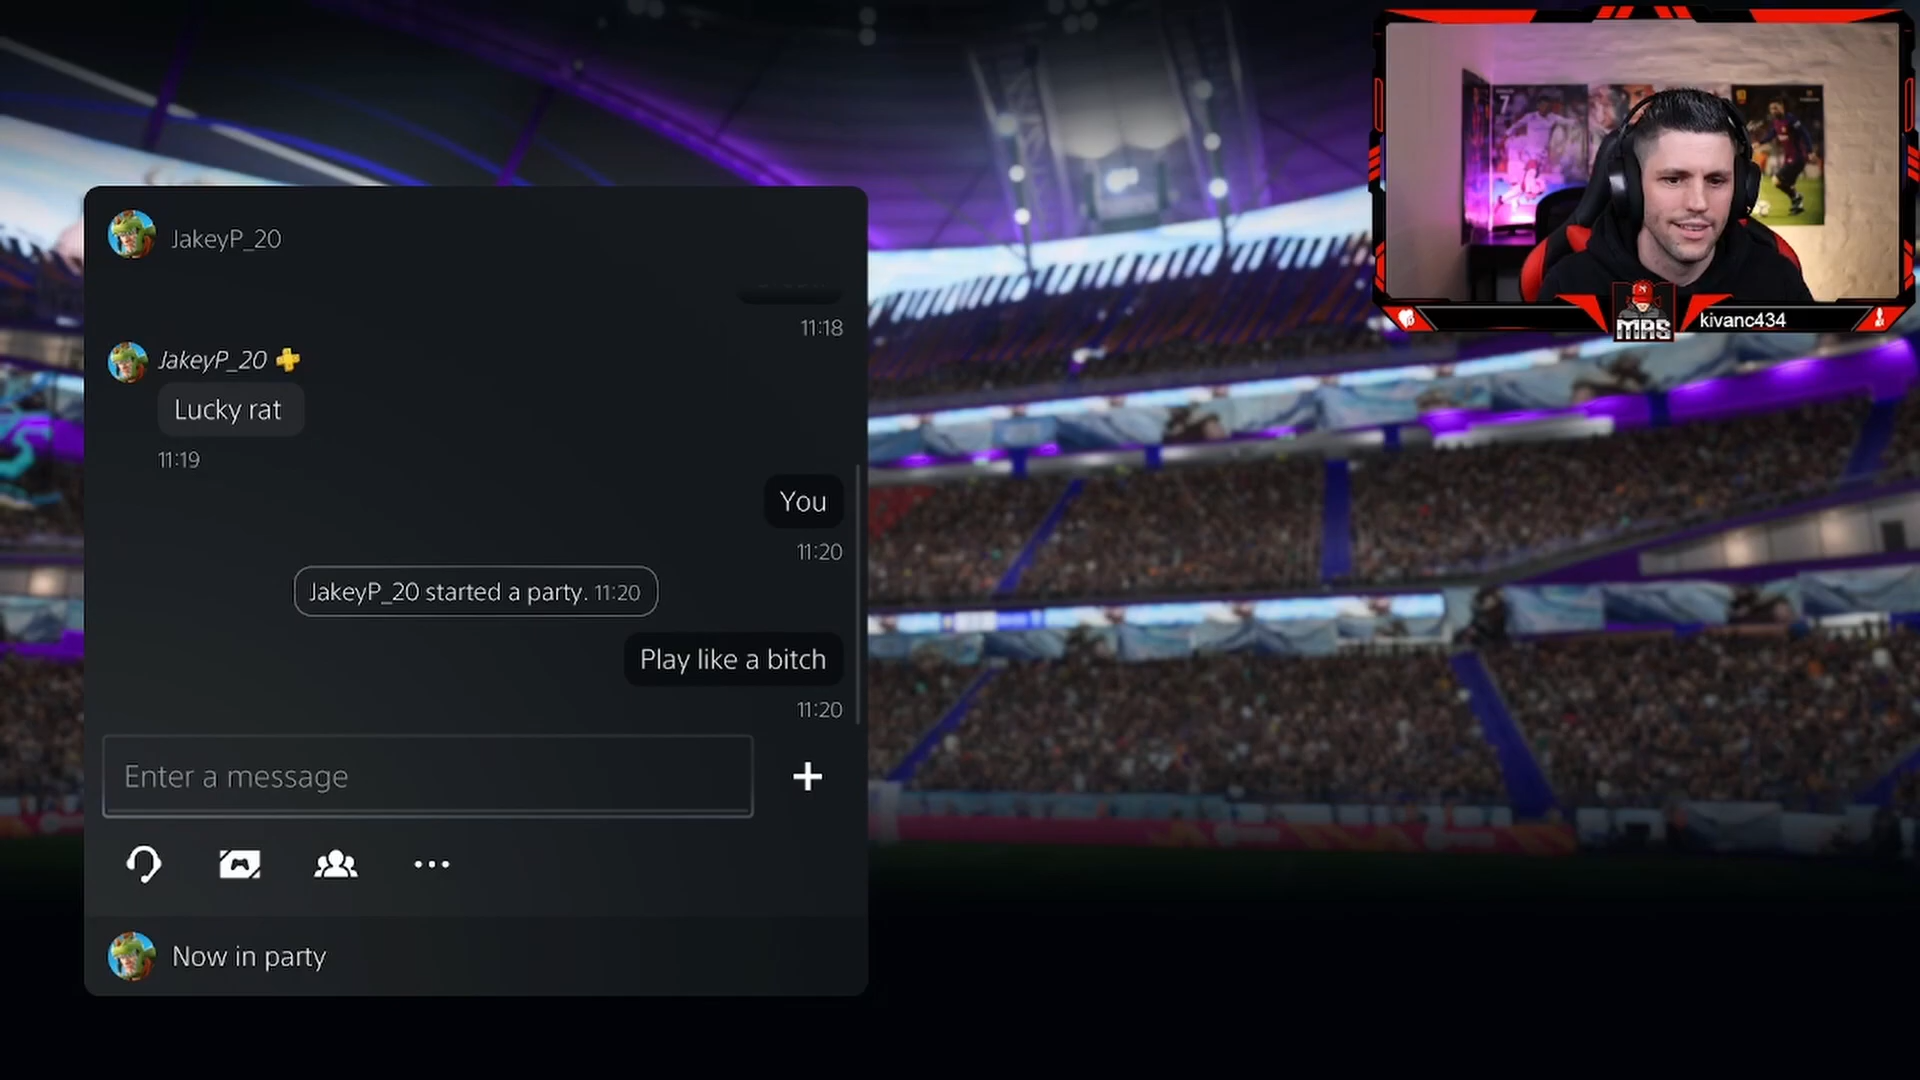 JakeyP_20
11:18
JakeyP_20
Lucky rat
11:19
You
11:20
JakeyP_20 started a party. 11:20
Play like a bitch
11:20
Enter a message
Now in party
7
MRS
kivanc434